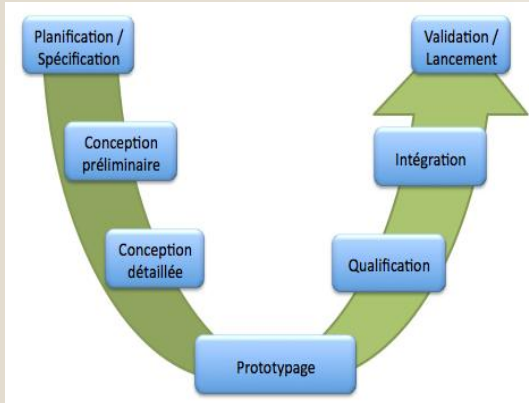 Planification /
Spécification
Conception
préliminaire
Conception
détaillée
Prototypage
Qualification
Intégration
Validation /
Lancement